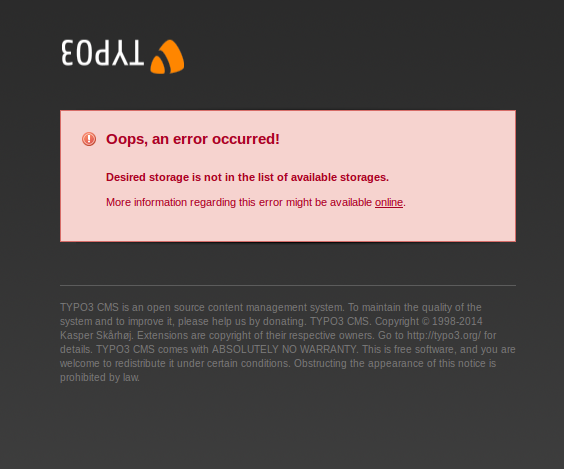 TYPO3
Oops, an error occurred!
Desired storage is not in the list of available storages.
More information regarding this error might be available online.
TYPO3 CMS is an open source content management system. To maintain the quality of the
system and to improve it, please help us by donating. TYPO3 CMS. Copyright © 1998-2014
Kasper Skårhøj. Extensions are copyright of their respective owners. Go to http://typo3.org/ for
details. TYPO3 CMS comes with ABSOLUTELY NO WARRANTY. This is free software, and you are
welcome to redistribute it under certain conditions. Obstructing the appearance of this notice is
prohibited by law.